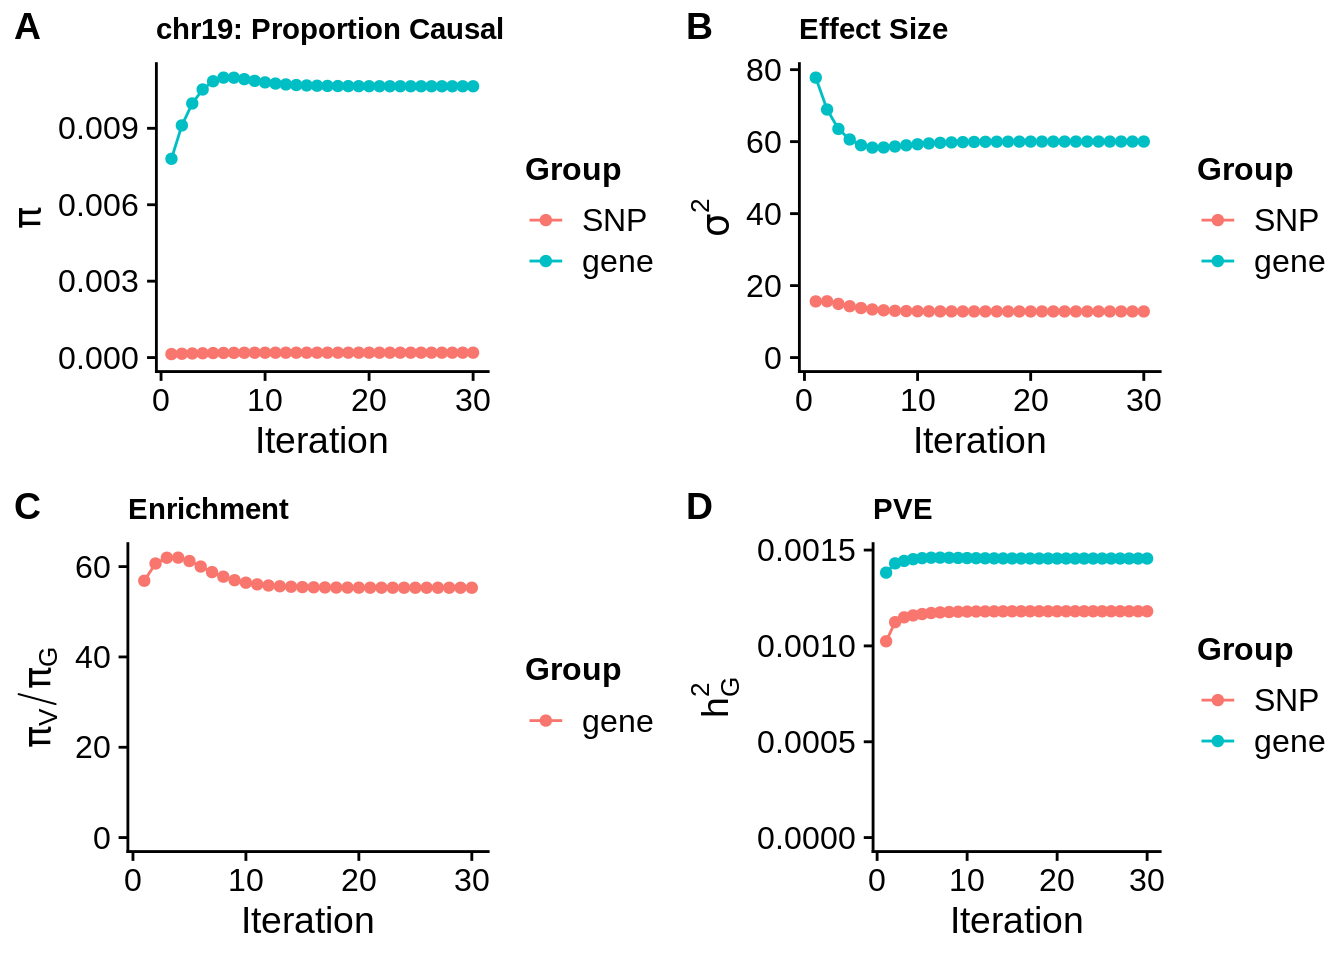 A
chr19: Proportion Causal
π
0.009
0.006
0.003
0.000
0 10 20 30
Iteration
Group
SNP
gene
B
Effect Size
σ²
80
60
40
20
0
0 10 20 30
Iteration
Group
SNP
gene
C
Enrichment
πV/πG
60
40
20
0
0 10 20 30
Iteration
Group
gene
D
PVE
h²G
0.0015
0.0010
0.0005
0.0000
0 10 20 30
Iteration
Group
SNP
gene